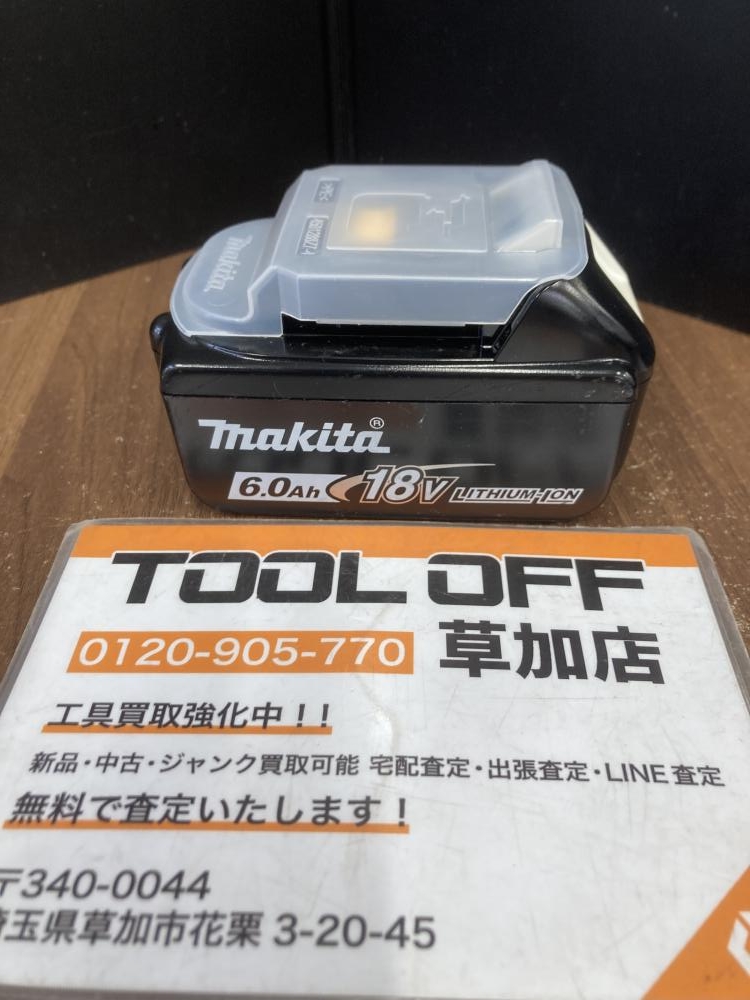 makita
makita®
6.0Ah 18V LITHIUM-ION
TOOL OFF
0120-905-770 草加店
工具買取強化中!!
新品・中古・ジャンク買取可能 宅配査定・出張査定・LINE査定
無料で査定いたします!
〒340-0044
埼玉県草加市花栗 3-20-45